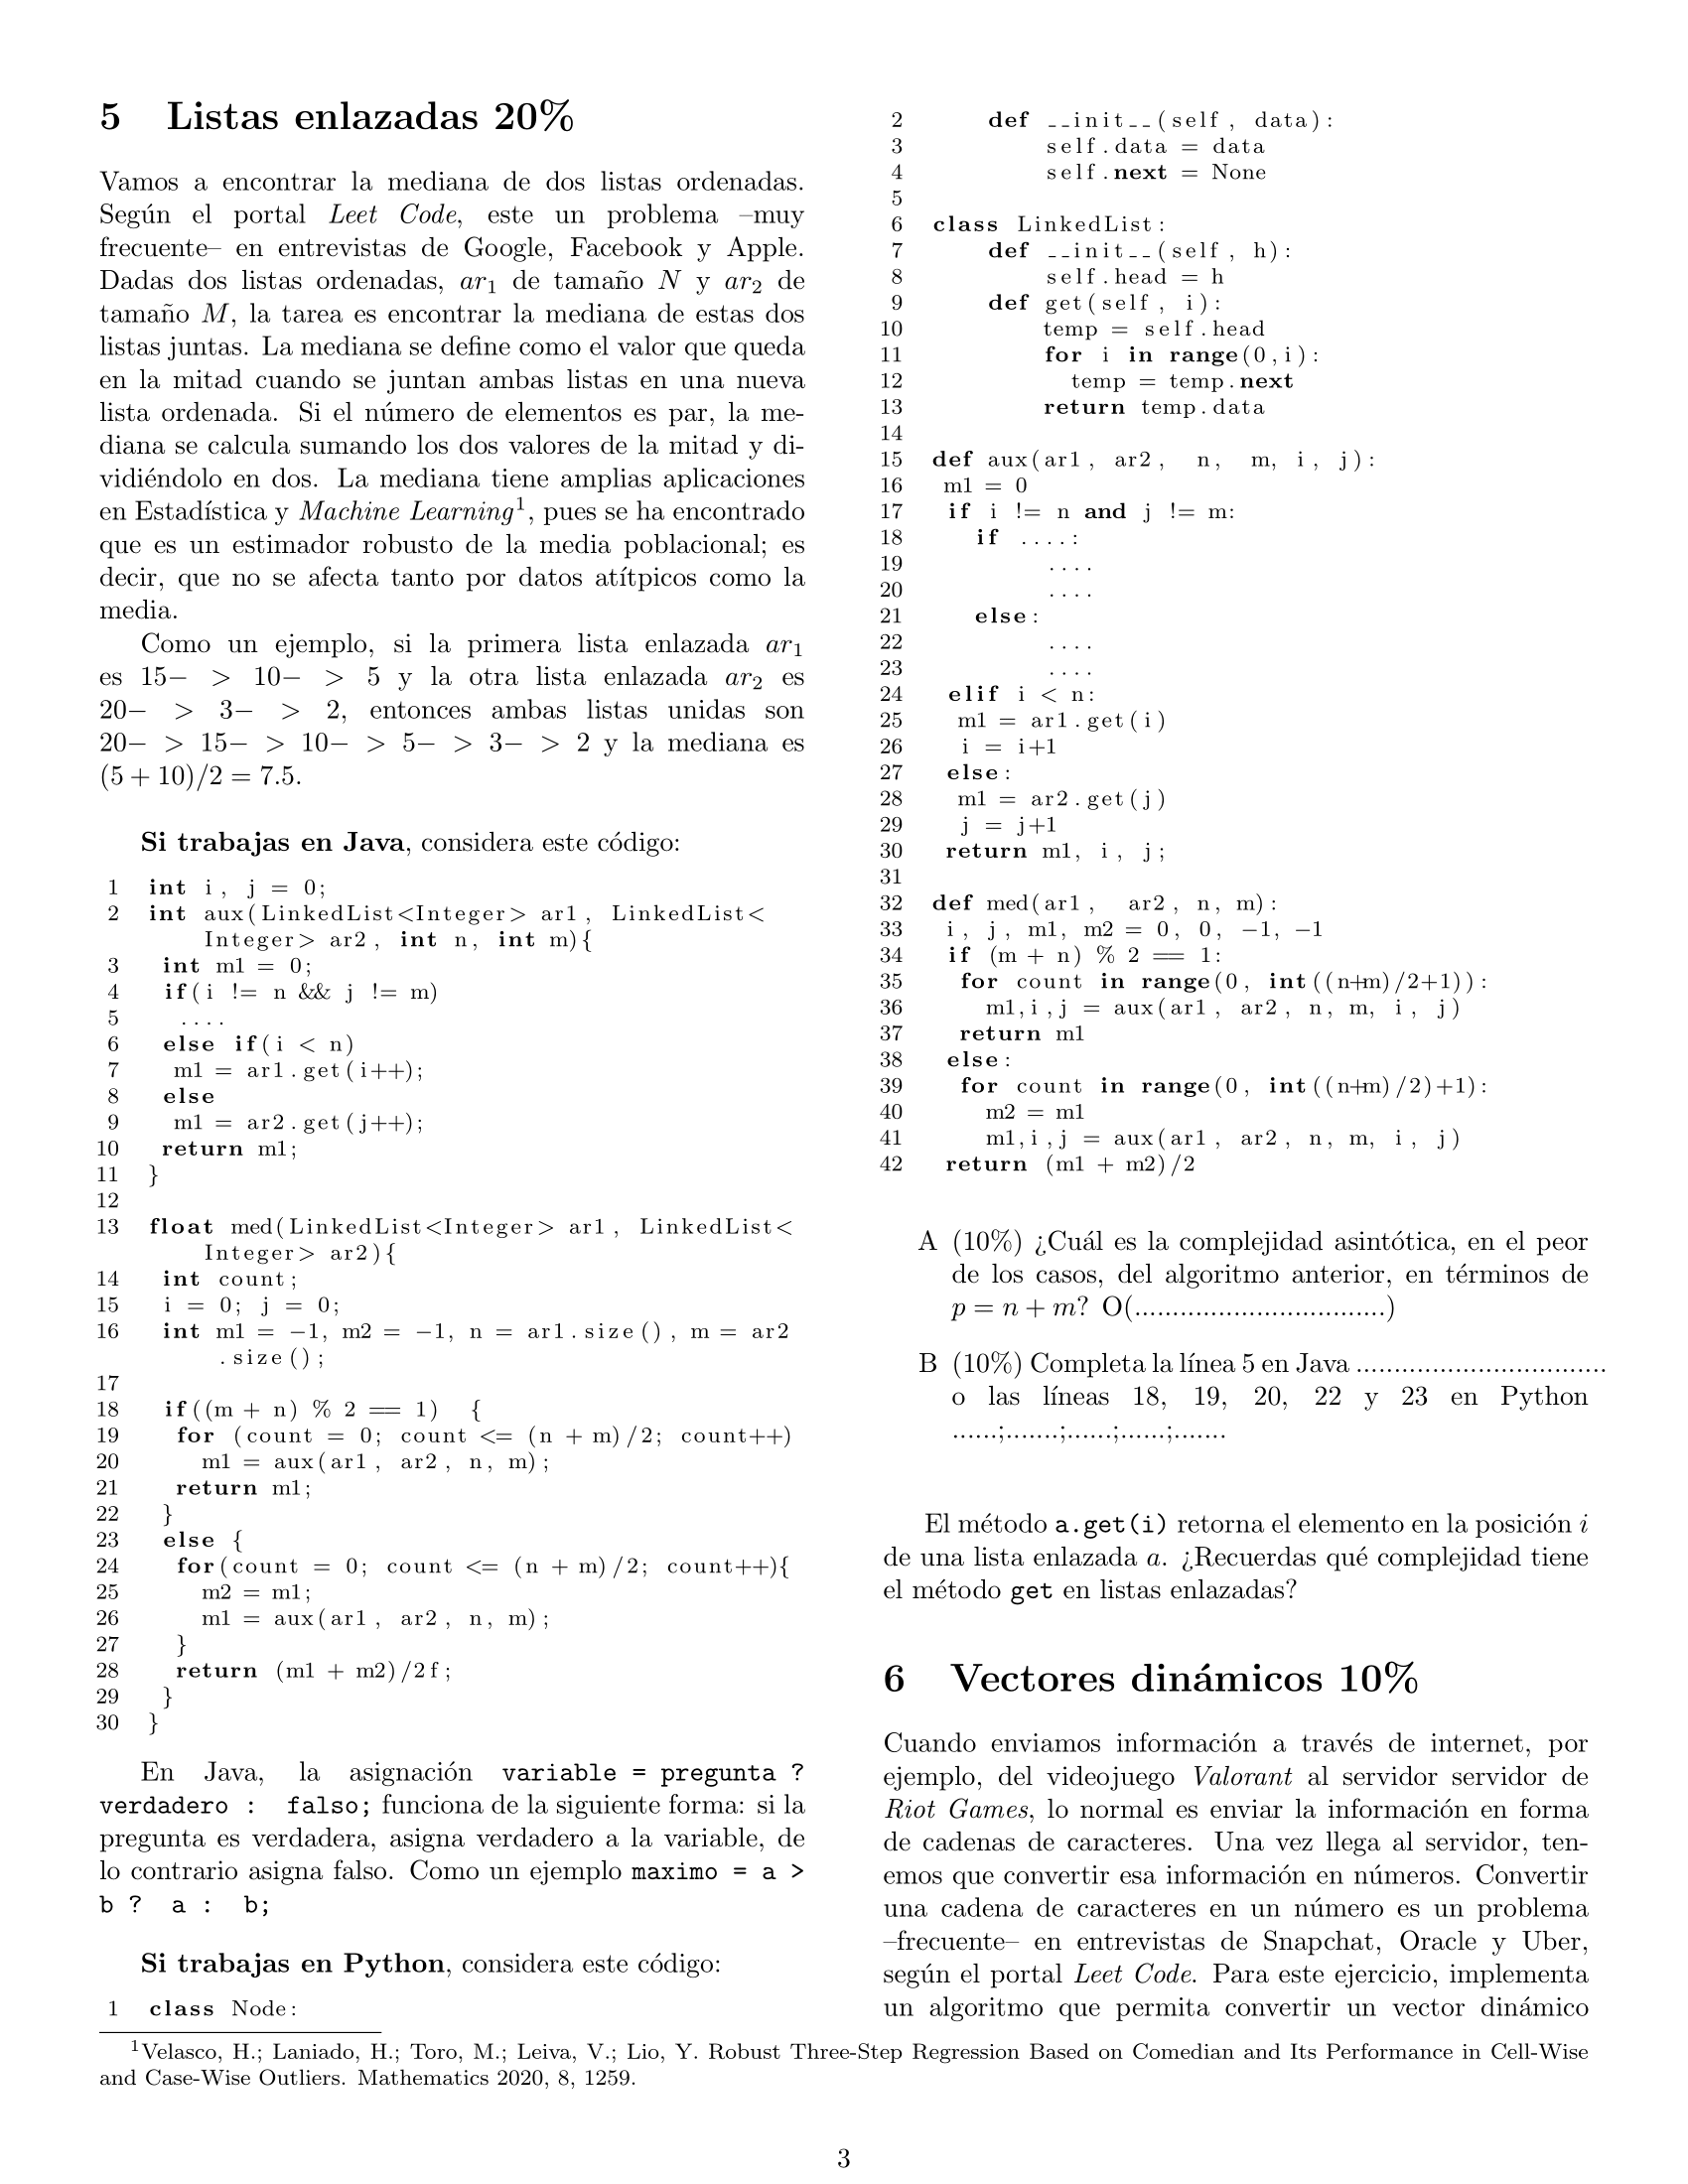 5 Listas enlazadas 20%
Vamos a encontrar la mediana de dos listas ordenadas.
Según el portal Leet Code, este un problema –muy
frecuente– en entrevistas de Google, Facebook y Apple.
Dadas dos listas ordenadas, ar1 de tamaño N y ar2 de
tamaño M, la tarea es encontrar la mediana de estas dos
listas juntas. La mediana se define como el valor que queda
en la mitad cuando se juntan ambas listas en una nueva
lista ordenada. Si el número de elementos es par, la me-
diana se calcula sumando los dos valores de la mitad y di-
vidiéndolo en dos. La mediana tiene amplias aplicaciones
en Estadística y Machine Learning1, pues se ha encontrado
que es un estimador robusto de la media poblacional; es
decir, que no se afecta tanto por datos atítpicos como la
media.
Como un ejemplo, si la primera lista enlazada ar1
es 15− > 10− > 5 y la otra lista enlazada ar2 es
20− > 3− > 2, entonces ambas listas unidas son
20− > 15− > 10− > 5− > 3− > 2 y la mediana es
(5 + 10)/2 = 7.5.
Si trabajas en Java, considera este código:
1 int i, j = 0;
2 int aux(LinkedList<Integer> ar1, LinkedList<
Integer> ar2, int n, int m){
3 int m1 = 0;
4 if(i != n && j != m)
5 ....
6 else if(i < n)
7 m1 = ar1.get(i++);
8 else
9 m1 = ar2.get(j++);
10 return m1;
11 }
12
13 float med(LinkedList<Integer> ar1, LinkedList<
Integer> ar2){
14 int count;
15 i = 0; j = 0;
16 int m1 = −1, m2 = −1, n = ar1.size(), m = ar2
.size();
17
18 if((m + n) % 2 == 1) {
19 for (count = 0; count <= (n + m)/2; count++)
20 m1 = aux(ar1, ar2, n, m);
21 return m1;
22 }
23 else {
24 for(count = 0; count <= (n + m)/2; count++){
25 m2 = m1;
26 m1 = aux(ar1, ar2, n, m);
27 }
28 return (m1 + m2)/2f;
29 }
30 }
En Java, la asignación variable = pregunta ?
verdadero : falso; funciona de la siguiente forma: si la
pregunta es verdadera, asigna verdadero a la variable, de
lo contrario asigna falso. Como un ejemplo maximo = a >
b ? a : b;
Si trabajas en Python, considera este código:
1 class Node:
2 def __init__(self, data):
3 self.data = data
4 self.next = None
5
6 class LinkedList:
7 def __init__(self, h):
8 self.head = h
9 def get(self, i):
10 temp = self.head
11 for i in range(0,i):
12 temp = temp.next
13 return temp.data
14
15 def aux(ar1, ar2, n, m, i, j):
16 m1 = 0
17 if i != n and j != m:
18 if ....:
19 ....
20 ....
21 else:
22 ....
23 ....
24 elif i < n:
25 m1 = ar1.get(i)
26 i = i+1
27 else:
28 m1 = ar2.get(j)
29 j = j+1
30 return m1, i, j;
31
32 def med(ar1, ar2, n, m):
33 i, j, m1, m2 = 0, 0, −1, −1
34 if (m + n) % 2 == 1:
35 for count in range(0, int((n+m)/2+1)):
36 m1,i,j = aux(ar1, ar2, n, m, i, j)
37 return m1
38 else:
39 for count in range(0, int((n+m)/2)+1):
40 m2 = m1
41 m1,i,j = aux(ar1, ar2, n, m, i, j)
42 return (m1 + m2)/2
A (10%) ¿Cuál es la complejidad asintótica, en el peor
de los casos, del algoritmo anterior, en términos de
p = n + m? O(.................................)
B (10%) Completa la línea 5 en Java .................................
o las líneas 18, 19, 20, 22 y 23 en Python
......;.......;......;......;.......
El método a.get(i) retorna el elemento en la posición i
de una lista enlazada a. ¿Recuerdas qué complejidad tiene
el método get en listas enlazadas?
6 Vectores dinámicos 10%
Cuando enviamos información a través de internet, por
ejemplo, del videojuego Valorant al servidor servidor de
Riot Games, lo normal es enviar la información en forma
de cadenas de caracteres. Una vez llega al servidor, ten-
emos que convertir esa información en números. Convertir
una cadena de caracteres en un número es un problema
–frecuente– en entrevistas de Snapchat, Oracle y Uber,
según el portal Leet Code. Para este ejercicio, implementa
un algoritmo que permita convertir un vector dinámico
1Velasco, H.; Laniado, H.; Toro, M.; Leiva, V.; Lio, Y. Robust Three-Step Regression Based on Comedian and Its Performance in Cell-Wise
and Case-Wise Outliers. Mathematics 2020, 8, 1259.
3